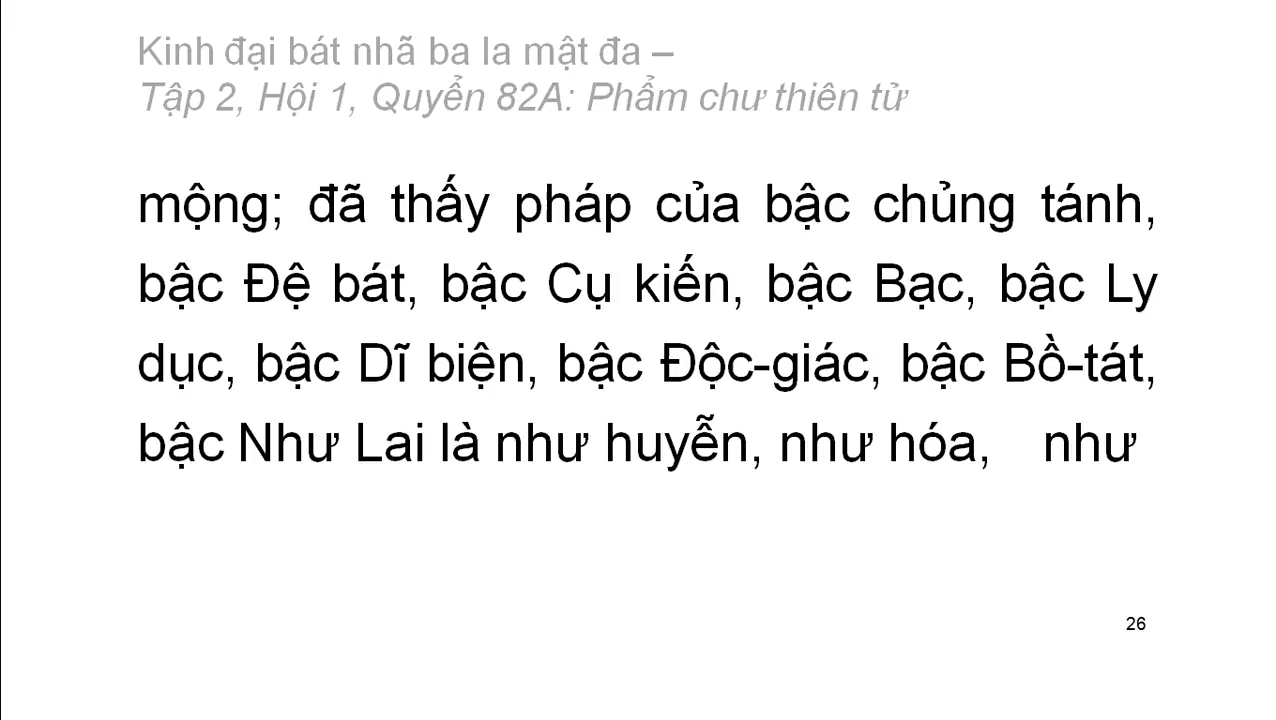 Kinh đại bát nhã ba la mật đa –
Tập 2, Hội 1, Quyển 82A: Phẩm chư thiên tử
mộng; đã thấy pháp của bậc chủng tánh,
bậc Đệ bát, bậc Cụ kiến, bậc Bạc, bậc Ly
dục, bậc Dĩ biện, bậc Độc-giác, bậc Bồ-tát,
bậc Như Lai là như huyễn, như hóa, như
26